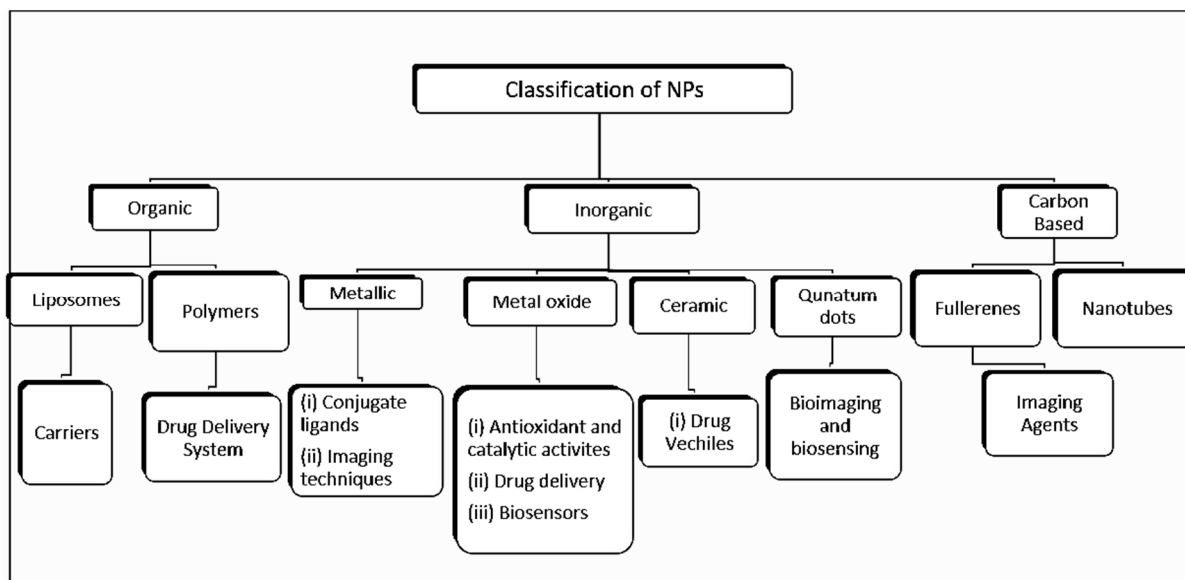 Classification of NPs
Organic
Inorganic
Carbon
Based
Liposomes
Polymers
Metallic
Metal oxide
Ceramic
Qunatum
dots
Fullerenes
Nanotubes
Carriers
Drug Delivery
System
(i) Conjugate
ligands
(ii) Imaging
techniques
(i) Antioxidant and
catalytic activites
(ii) Drug delivery
(iii) Biosensors
(i) Drug
Vechiles
Bioimaging
and
biosensing
Imaging
Agents